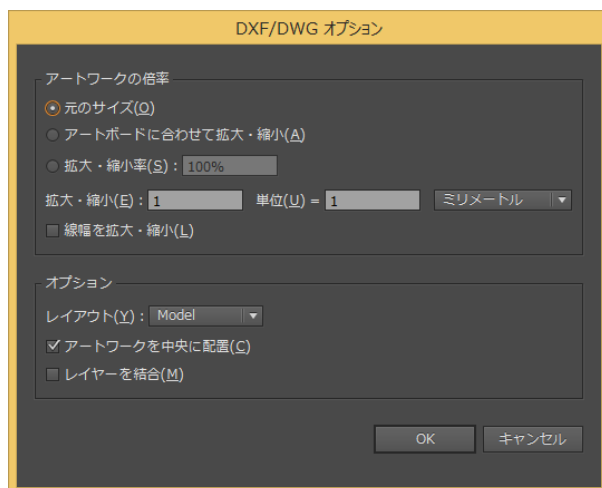 DXF/DWG オプション
アートワークの倍率
元のサイズ(O)
アートボードに合わせて拡大・縮小(A)
拡大・縮小率(S) : 100%
拡大・縮小(E) : 1 単位(U) = 1 ミリメートル
線幅を拡大・縮小(L)
オプション
レイアウト(Y) : Model
アートワークを中央に配置(C)
レイヤーを結合(M)
OK キャンセル